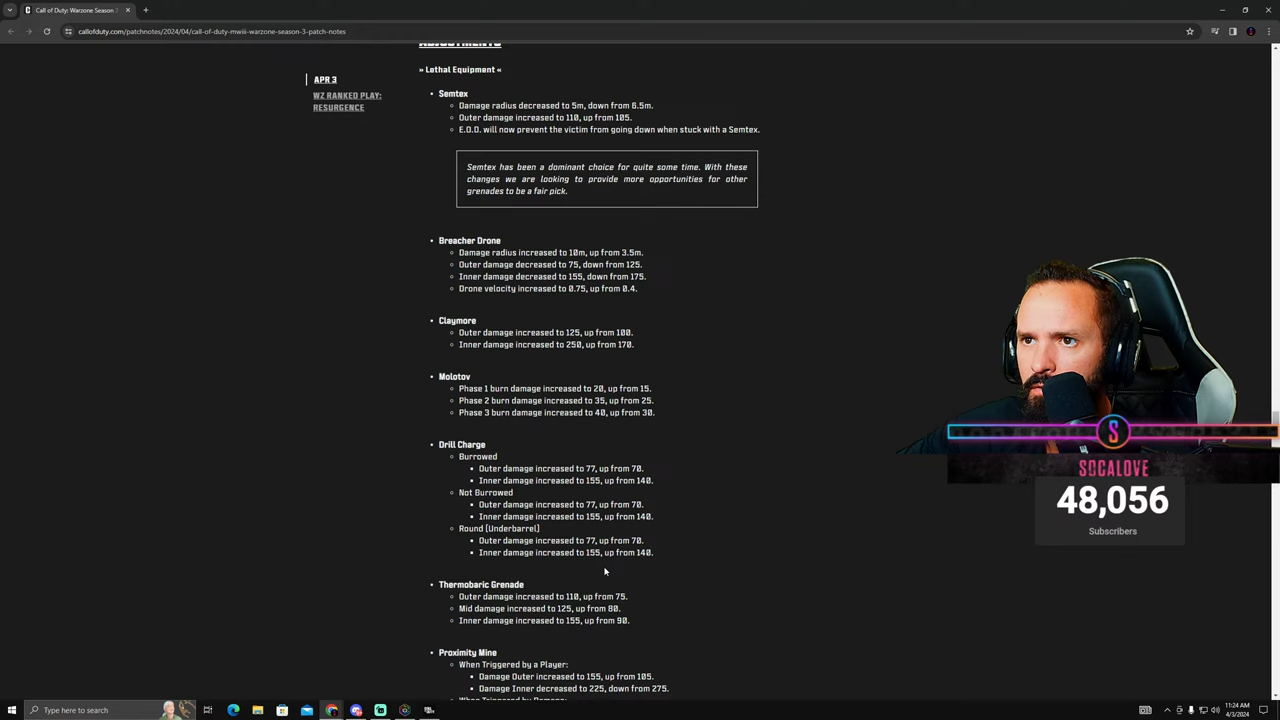 Call of Duty: Warzone Season 3
callofduty.com/patchnotes/2024/04/call-of-duty-mwiii-warzone-season-3-patch-notes
ADJUSTMENTS
APR 3
WZ RANKED PLAY:
RESURGENCE
» Lethal Equipment «
• Semtex
Damage radius decreased to 5m, down from 6.5m.
Outer damage increased to 110, up from 105.
E.O.D. will now prevent the victim from going down when stuck with a Semtex.
Semtex has been a dominant choice for quite some time. With these
changes we are looking to provide more opportunities for other
grenades to be a fair pick.
• Breacher Drone
Damage radius increased to 10m, up from 3.5m.
Outer damage decreased to 75, down from 125.
Inner damage decreased to 155, down from 175.
Drone velocity increased to 0.75, up from 0.4.
• Claymore
Outer damage increased to 125, up from 100.
Inner damage increased to 250, up from 170.
• Molotov
Phase 1 burn damage increased to 20, up from 15.
Phase 2 burn damage increased to 35, up from 25.
Phase 3 burn damage increased to 40, up from 30.
• Drill Charge
Burrowed
Outer damage increased to 77, up from 70.
Inner damage increased to 155, up from 140.
Not Burrowed
Outer damage increased to 77, up from 70.
Inner damage increased to 155, up from 140.
Round (Underbarrel)
Outer damage increased to 77, up from 70.
Inner damage increased to 155, up from 140.
• Thermobaric Grenade
Outer damage increased to 110, up from 75.
Mid damage increased to 125, up from 80.
Inner damage increased to 155, up from 90.
• Proximity Mine
When Triggered by a Player:
Damage Outer increased to 155, up from 105.
Damage Inner decreased to 225, down from 275.
When Triggered by Damage:
S
SOCALOVE
48,056
Subscribers
Type here to search
11:24 AM
4/3/2024